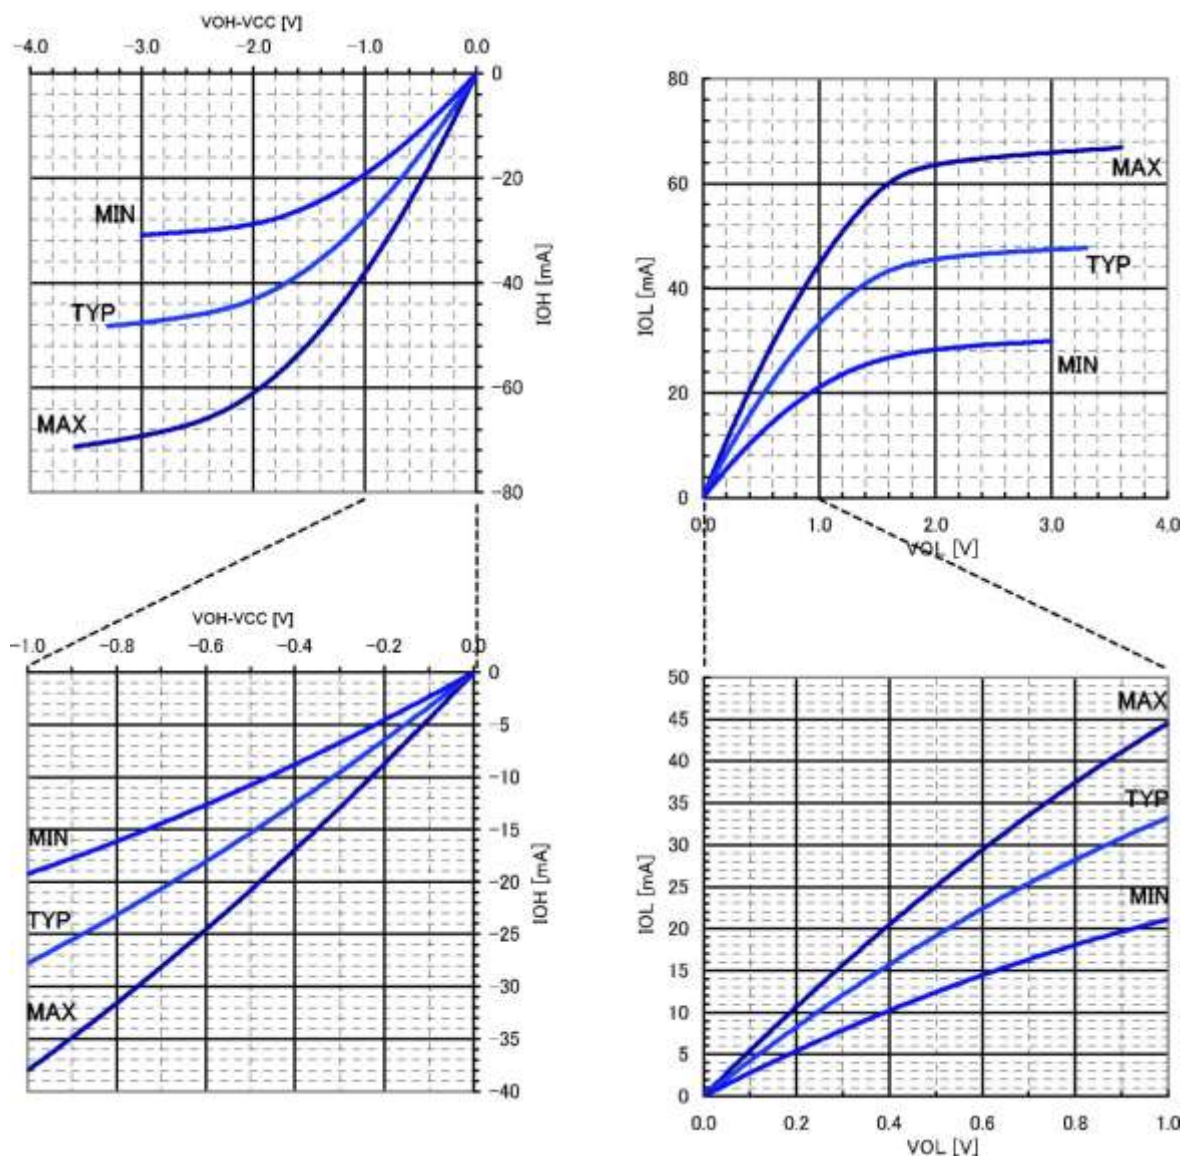 VOH-VCC [V]
-4.0 -3.0 -2.0 -1.0 0.0
0
-20
-40
-60
-80
IOH [mA]
MIN
TYP
MAX
80
60
40
20
0
IOL [mA]
MAX
TYP
MIN
0.0 1.0 2.0 3.0 4.0
VOL [V]
VOH-VCC [V]
-1.0 -0.8 -0.6 -0.4 -0.2 0.0
0
-5
-10
-15
-20
-25
-30
-35
-40
IOH [mA]
MIN
TYP
MAX
50
45
40
35
30
25
20
15
10
5
0
IOL [mA]
MAX
TYP
MIN
0.0 0.2 0.4 0.6 0.8 1.0
VOL [V]